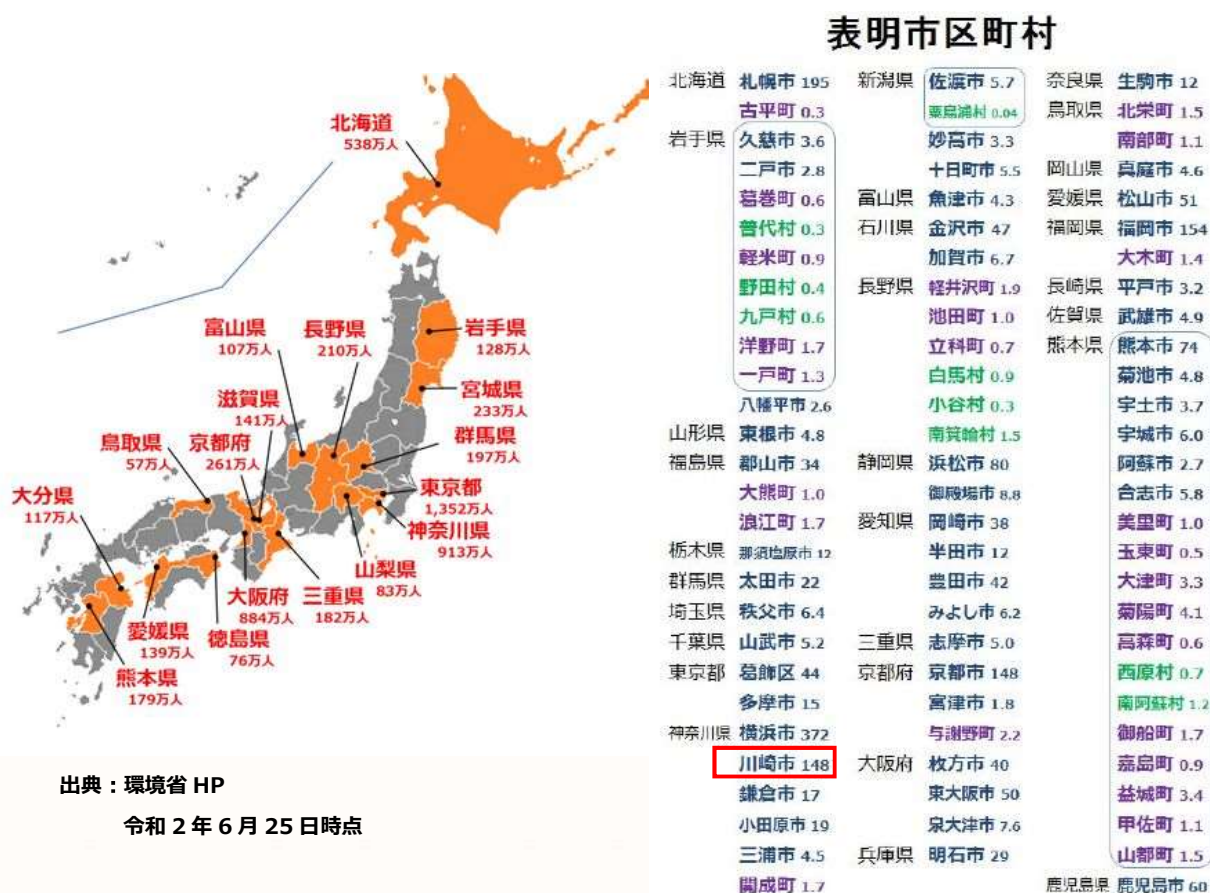 表明市区町村
北海道
538万人
富山県
107万人
長野県
210万人
岩手県
128万人
滋賀県
141万人
宮城県
233万人
鳥取県
57万人
京都府
261万人
群馬県
197万人
大分県
117万人
東京都
1,352万人
神奈川県
913万人
山梨県
83万人
大阪府
884万人
三重県
182万人
愛媛県
139万人
徳島県
76万人
熊本県
179万人
出典：環境省 HP
令和 2 年 6 月 25 日時点
北海道 札幌市 195
古平町 0.3
岩手県 久慈市 3.6
二戸市 2.8
葛巻町 0.6
普代村 0.3
軽米町 0.9
野田村 0.4
九戸村 0.6
洋野町 1.7
一戸町 1.3
八幡平市 2.6
山形県 東根市 4.8
福島県 郡山市 34
大熊町 1.0
浪江町 1.7
栃木県 那須塩原市 12
群馬県 太田市 22
埼玉県 秩父市 6.4
千葉県 山武市 5.2
東京都 葛飾区 44
多摩市 15
神奈川県 横浜市 372
川崎市 148
鎌倉市 17
小田原市 19
三浦市 4.5
開成町 1.7
新潟県 佐渡市 5.7
粟島浦村 0.04
妙高市 3.3
十日町市 5.5
富山県 魚津市 4.3
石川県 金沢市 47
加賀市 6.7
長野県 軽井沢町 1.9
池田町 1.0
立科町 0.7
白馬村 0.9
小谷村 0.3
南箕輪村 1.5
静岡県 浜松市 80
御殿場市 8.8
愛知県 岡崎市 38
半田市 12
豊田市 42
みよし市 6.2
三重県 志摩市 5.0
京都府 京都市 148
宮津市 1.8
与謝野町 2.2
大阪府 枚方市 40
東大阪市 50
泉大津市 7.6
兵庫県 明石市 29
奈良県 生駒市 12
鳥取県 北栄町 1.5
南部町 1.1
岡山県 真庭市 4.6
愛媛県 松山市 51
福岡県 福岡市 154
大木町 1.4
長崎県 平戸市 3.2
佐賀県 武雄市 4.9
熊本県 熊本市 74
菊池市 4.8
宇土市 3.7
宇城市 6.0
阿蘇市 2.7
合志市 5.8
美里町 1.0
玉東町 0.5
大津町 3.3
菊陽町 4.1
高森町 0.6
西原村 0.7
南阿蘇村 1.2
御船町 1.7
嘉島町 0.9
益城町 3.4
甲佐町 1.1
山都町 1.5
鹿児島県 鹿児島市 60